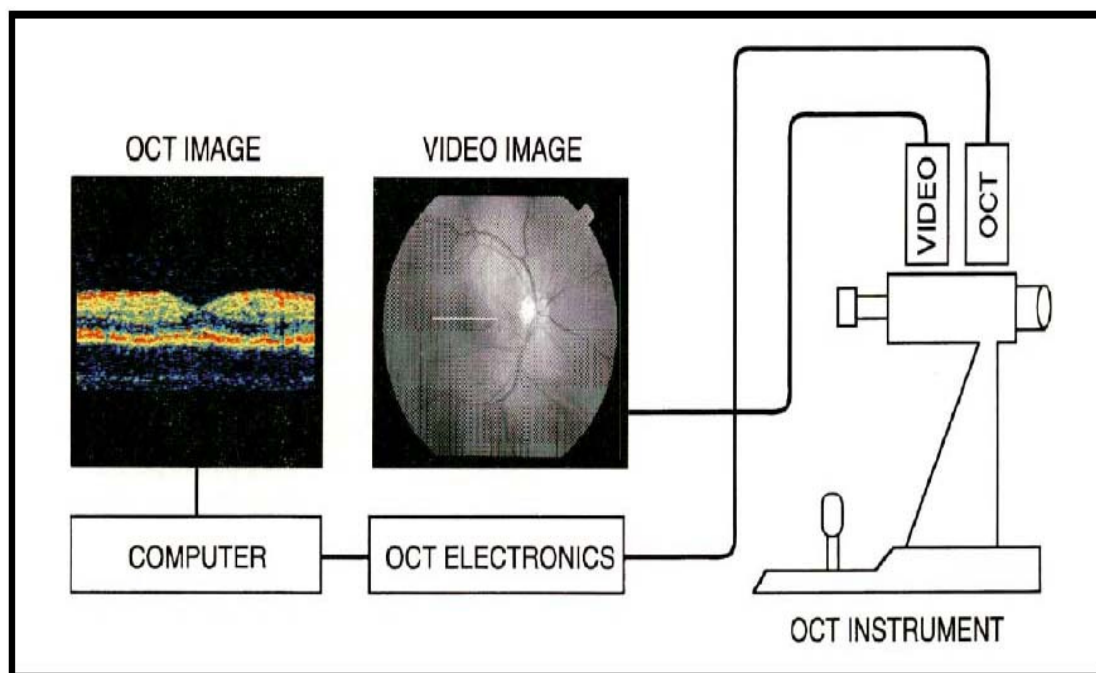 OCT IMAGE
VIDEO IMAGE
VIDEO
OCT
COMPUTER
OCT ELECTRONICS
OCT INSTRUMENT